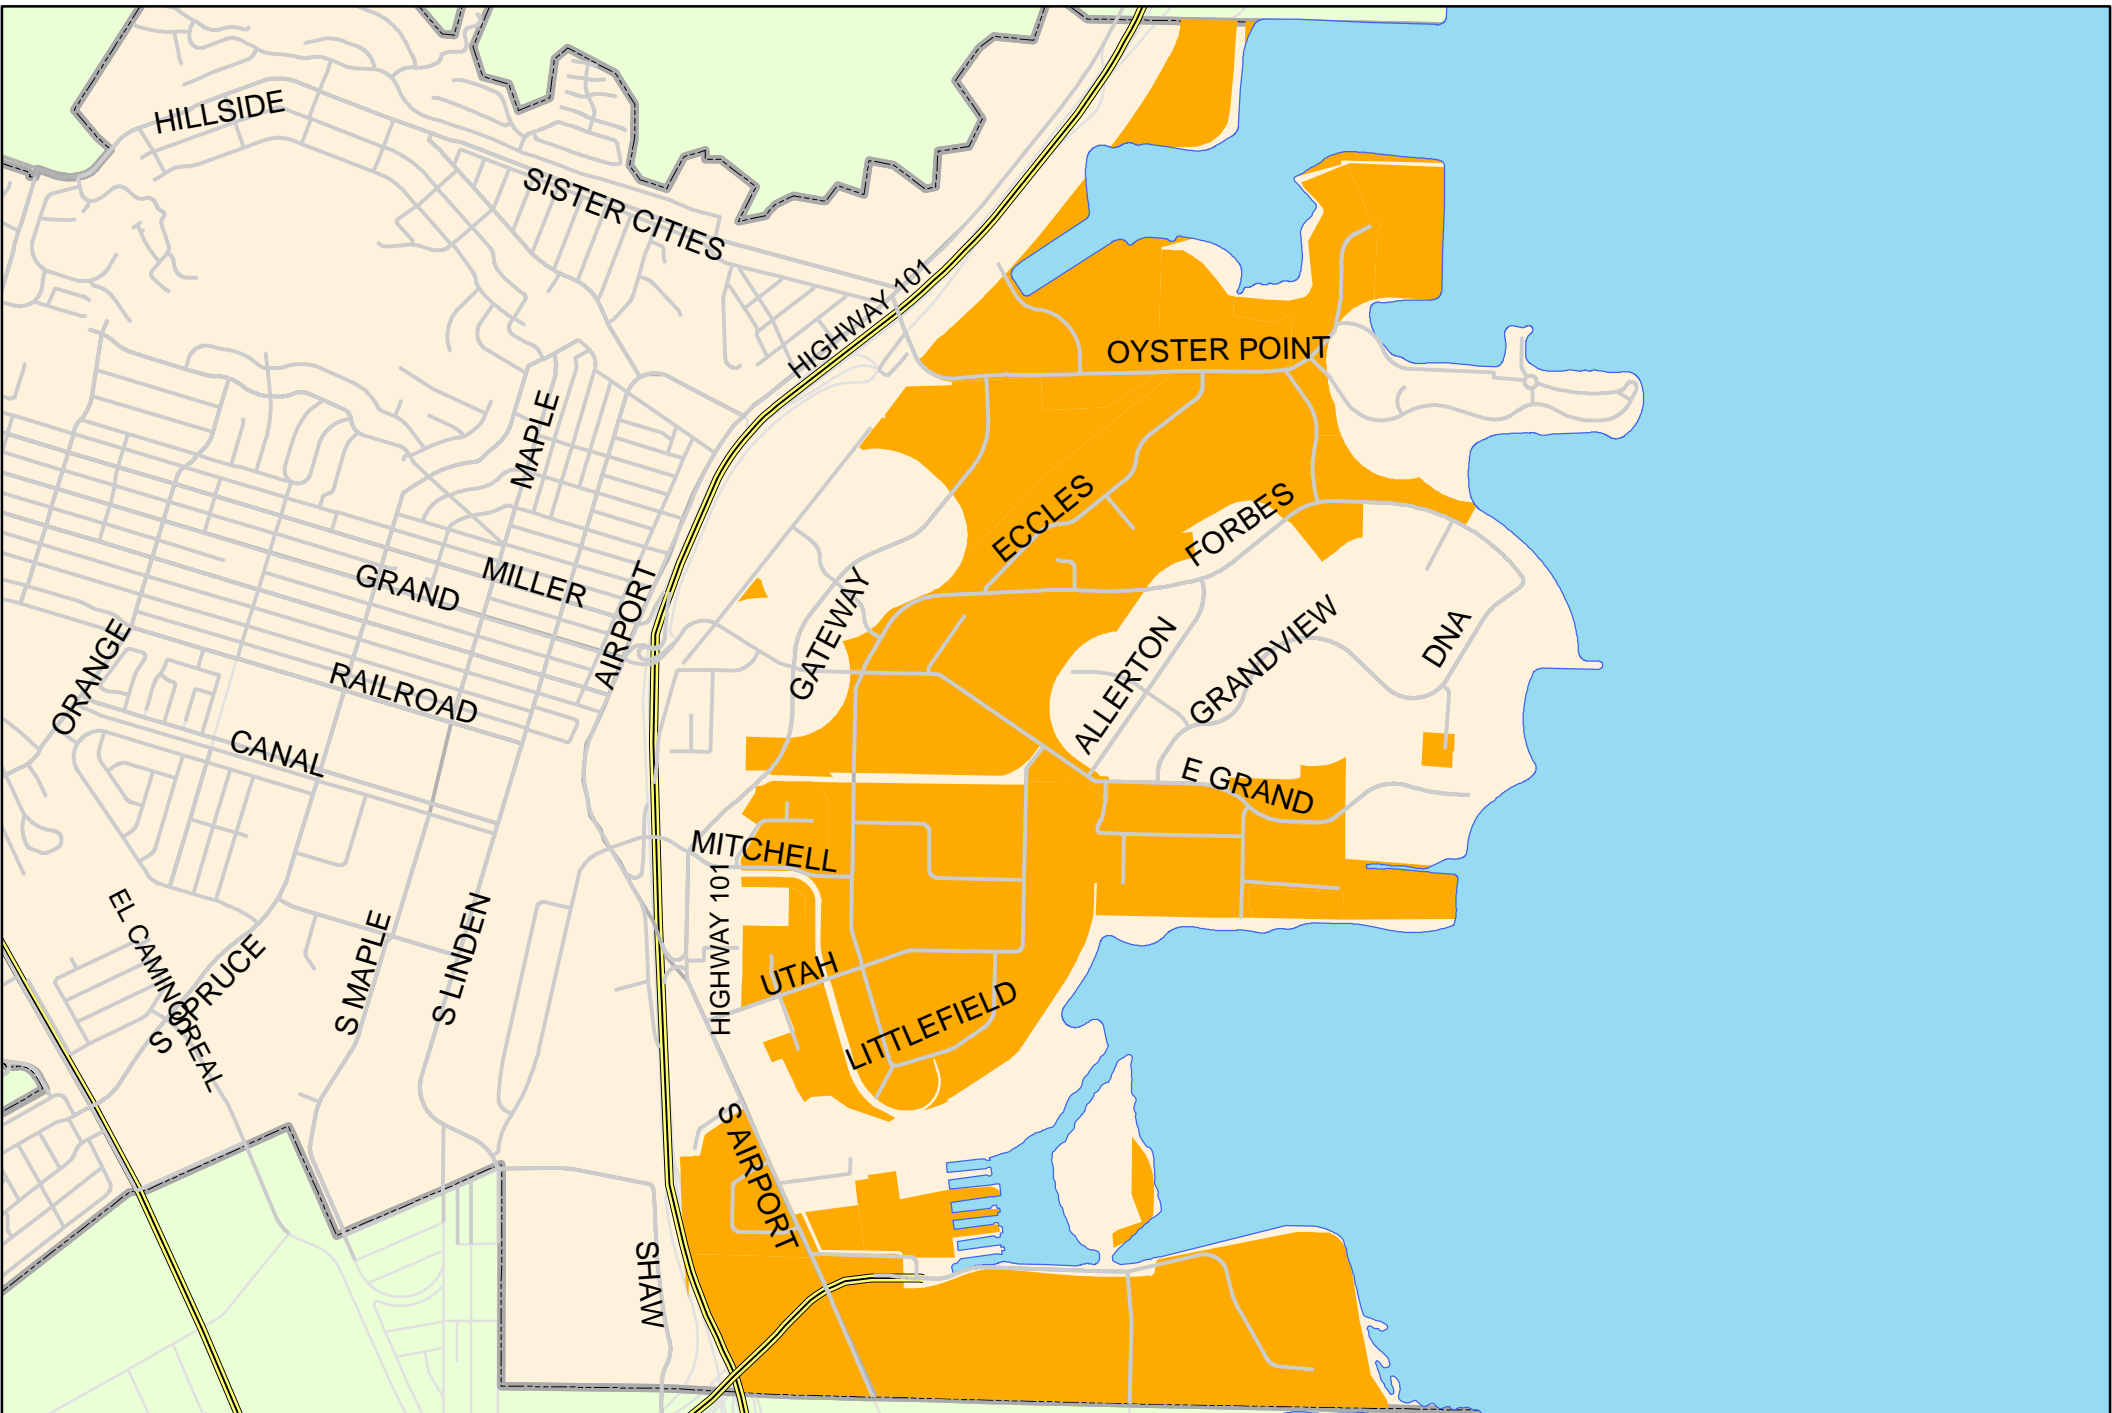 HILLSIDE
SISTER CITIES
HIGHWAY 101
OYSTER POINT
MAPLE
ECCLES
FORBES
GRAND
MILLER
AIRPORT
GATEWAY
ALLERTON
GRANDVIEW
DNA
ORANGE
RAILROAD
CANAL
E GRAND
MITCHELL
HIGHWAY 101
EL CAMINO REAL
S SPRUCE
S MAPLE
S LINDEN
UTAH
LITTLEFIELD
S AIRPORT
SHAW